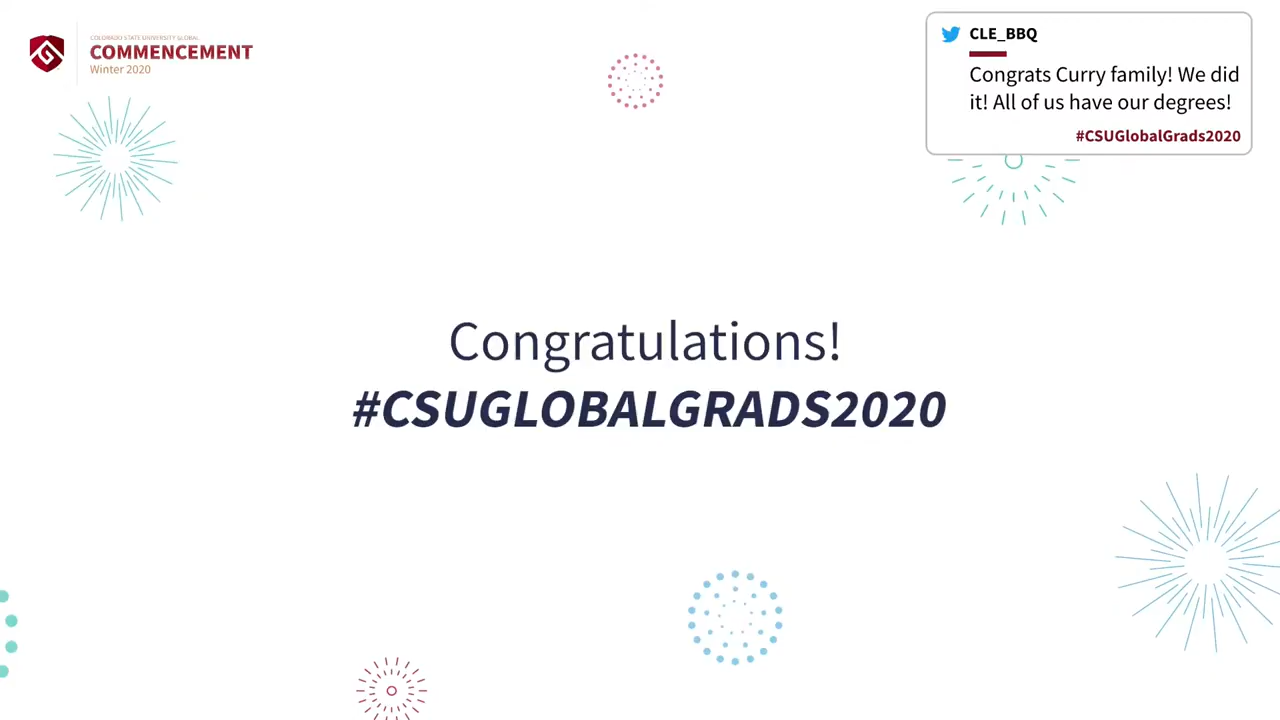 COLORADO STATE UNIVERSITY GLOBAL
COMMENCEMENT
Winter 2020
CLE_BBQ
Congrats Curry family! We did
it! All of us have our degrees!
#CSUGlobalGrads2020
Congratulations!
#CSUGLOBALGRADS2020